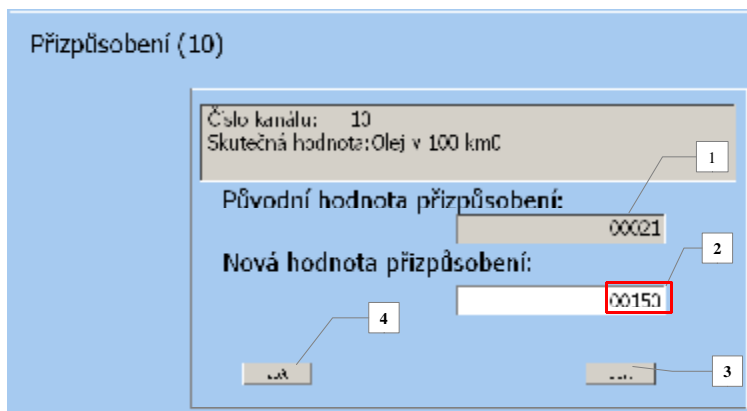 Přizpůsobení (10)
Číslo kanálu: 10
Skutečná hodnota:Olej v 100 km0
1
Původní hodnota přizpůsobení:
00021
2
Nová hodnota přizpůsobení:
00150
4
3